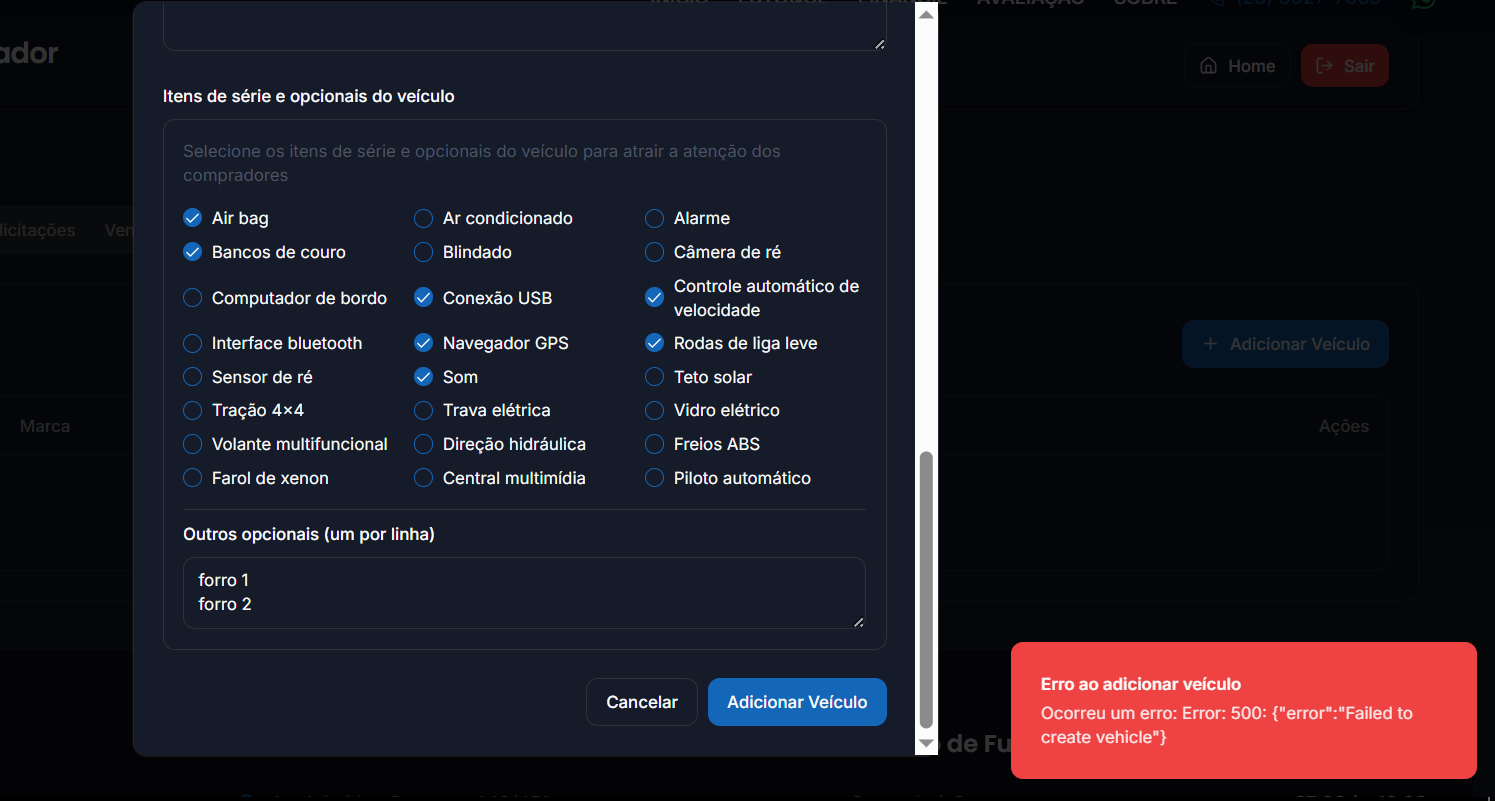 AVALIAÇÃO
SOBRE
ador
Home
Sair
Itens de série e opcionais do veículo
Selecione os itens de série e opcionais do veículo para atrair a atenção dos
compradores
Air bag
Ar condicionado
Alarme
licitações
Ven
Bancos de couro
Blindado
Câmera de ré
Computador de bordo
Conexão USB
Controle automático de
velocidade
Interface bluetooth
Navegador GPS
Rodas de liga leve
Adicionar Veículo
Sensor de ré
Som
Teto solar
Tração 4×4
Trava elétrica
Vidro elétrico
Marca
Ações
Volante multifuncional
Direção hidráulica
Freios ABS
Farol de xenon
Central multimídia
Piloto automático
Outros opcionais (um por linha)
forro 1
forro 2
Cancelar
Adicionar Veículo
de Fu
Erro ao adicionar veículo
Ocorreu um erro: Error: 500: {"error":"Failed to
create vehicle"}